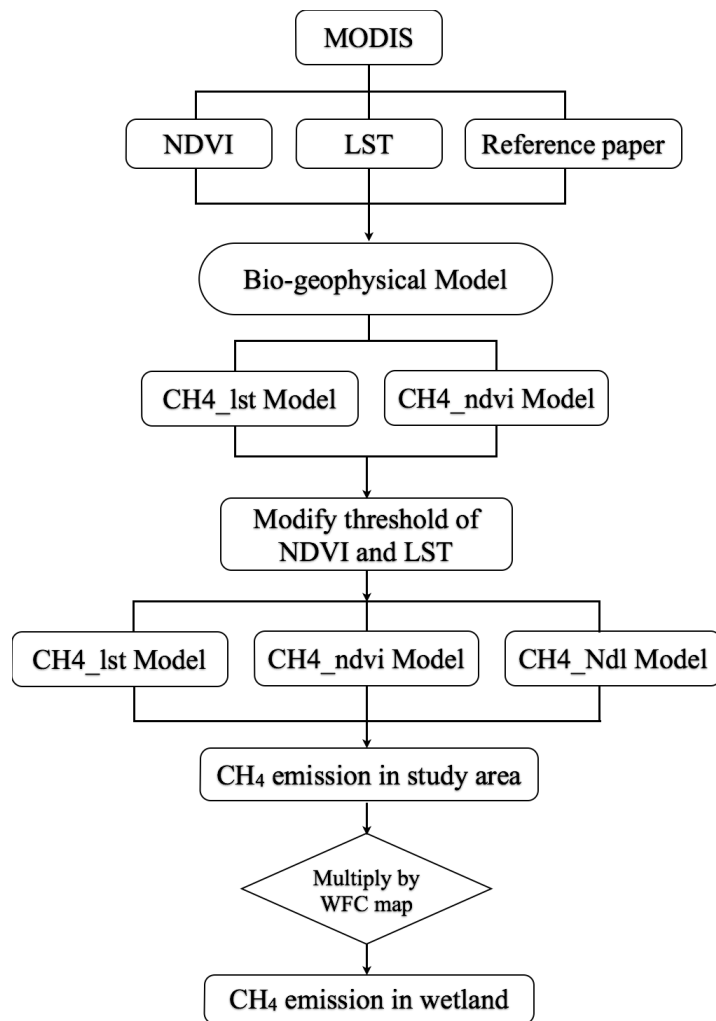 MODIS
NDVI
LST
Reference paper
Bio-geophysical Model
CH4_lst Model
CH4_ndvi Model
Modify threshold of
NDVI and LST
CH4_lst Model
CH4_ndvi Model
CH4_Ndl Model
CH₄ emission in study area
Multiply by
WFC map
CH₄ emission in wetland